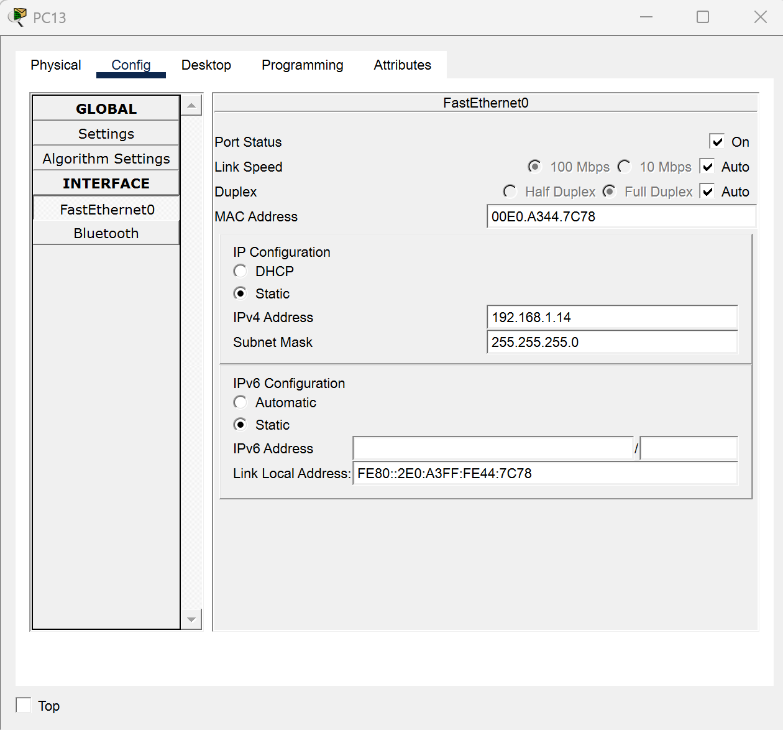 PC13
Physical Config Desktop Programming Attributes
GLOBAL
Settings
Algorithm Settings
INTERFACE
FastEthernet0
Bluetooth
FastEthernet0
Port Status On
Link Speed 100 Mbps 10 Mbps Auto
Duplex Half Duplex Full Duplex Auto
MAC Address 00E0.A344.7C78
IP Configuration
DHCP
Static
IPv4 Address 192.168.1.14
Subnet Mask 255.255.255.0
IPv6 Configuration
Automatic
Static
IPv6 Address /
Link Local Address: FE80::2E0:A3FF:FE44:7C78
Top